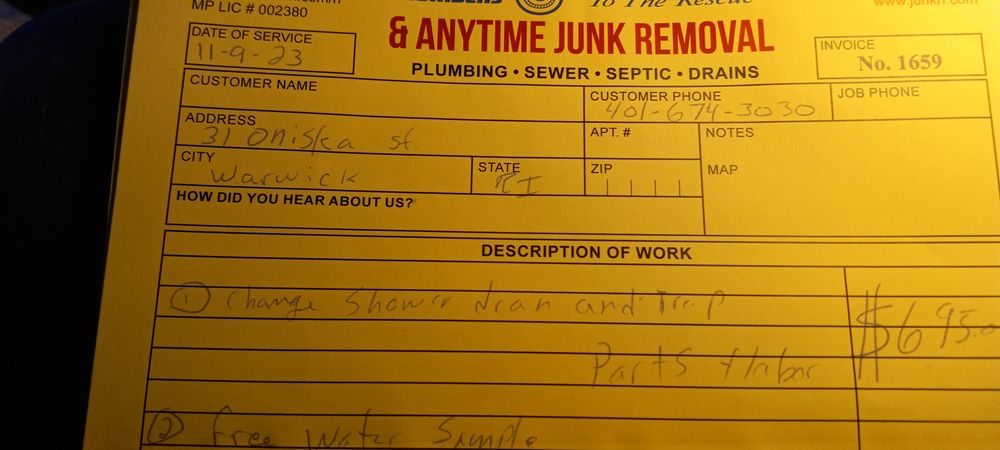 MP LIC # 002380
To The Rescue
& ANYTIME JUNK REMOVAL
PLUMBING • SEWER • SEPTIC • DRAINS
DATE OF SERVICE
11-9-23
INVOICE
No. 1659
CUSTOMER NAME
CUSTOMER PHONE
401-674-3030
JOB PHONE
ADDRESS
31 Oniska st
APT. #
NOTES
CITY
Warwick
STATE
RI
ZIP
MAP
HOW DID YOU HEAR ABOUT US?
DESCRIPTION OF WORK
① Change Shower drain and Trap
$695.0
Parts + labor
② free Water Sample